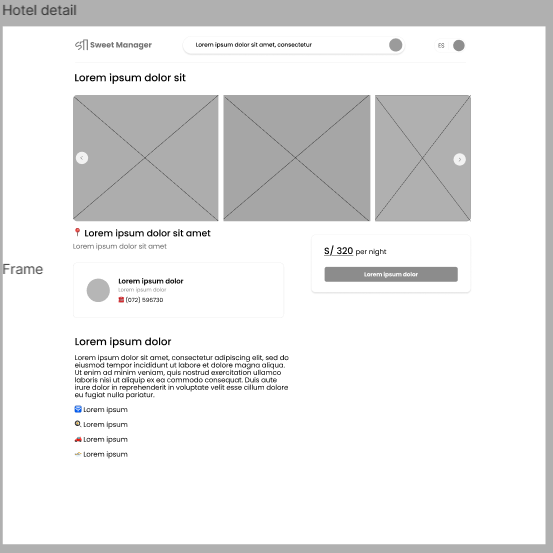 Hotel detail
Sweet Manager
Lorem ipsum dolor sit amet, consectetur
ES
Lorem ipsum dolor sit
Lorem ipsum dolor sit amet
Lorem ipsum dolor sit amet
S/ 320 per night
Lorem ipsum dolor
Frame
Lorem ipsum dolor
Lorem ipsum dolor
(072) 596730
Lorem ipsum dolor
Lorem ipsum dolor sit amet, consectetur adipiscing elit, sed do
eiusmod tempor incididunt ut labore et dolore magna aliqua.
Ut enim ad minim veniam, quis nostrud exercitation ullamco
laboris nisi ut aliquip ex ea commodo consequat. Duis aute
irure dolor in reprehenderit in voluptate velit esse cillum dolore
eu fugiat nulla pariatur.
Lorem ipsum
Lorem ipsum
Lorem ipsum
Lorem ipsum